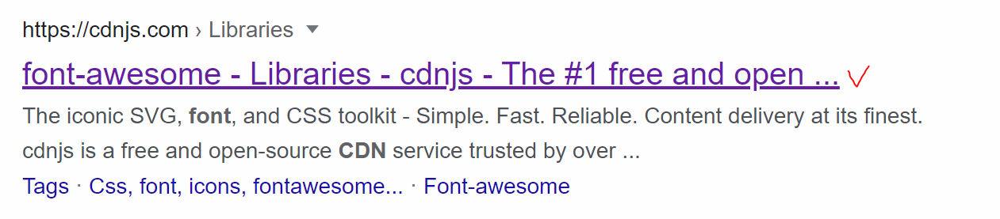 https://cdnjs.com › Libraries
font-awesome - Libraries - cdnjs - The #1 free and open ...
The iconic SVG, font, and CSS toolkit - Simple. Fast. Reliable. Content delivery at its finest.
cdnjs is a free and open-source CDN service trusted by over ...
Tags · Css, font, icons, fontawesome... · Font-awesome